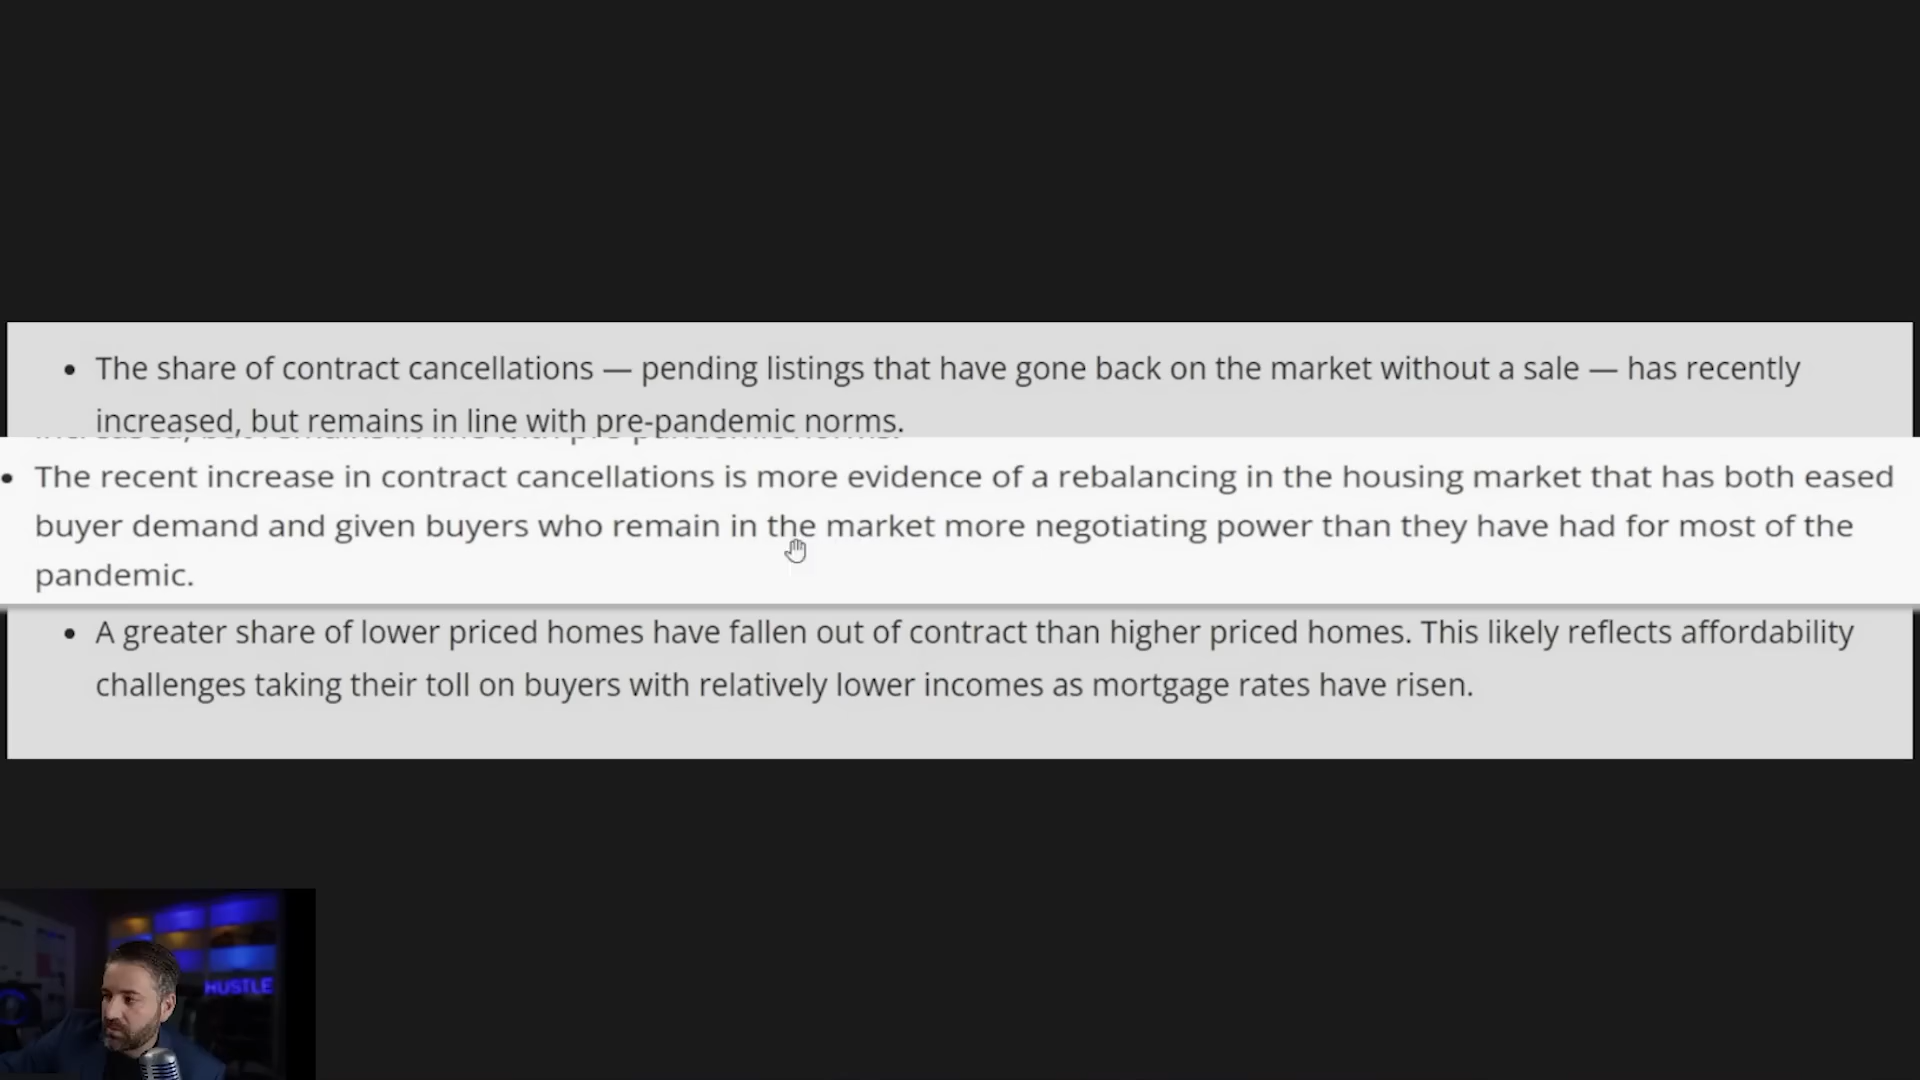 The share of contract cancellations — pending listings that have gone back on the market without a sale — has recently
increased, but remains in line with pre-pandemic norms.
The recent increase in contract cancellations is more evidence of a rebalancing in the housing market that has both eased
buyer demand and given buyers who remain in the market more negotiating power than they have had for most of the
pandemic.
A greater share of lower priced homes have fallen out of contract than higher priced homes. This likely reflects affordability
challenges taking their toll on buyers with relatively lower incomes as mortgage rates have risen.
HUSTLE